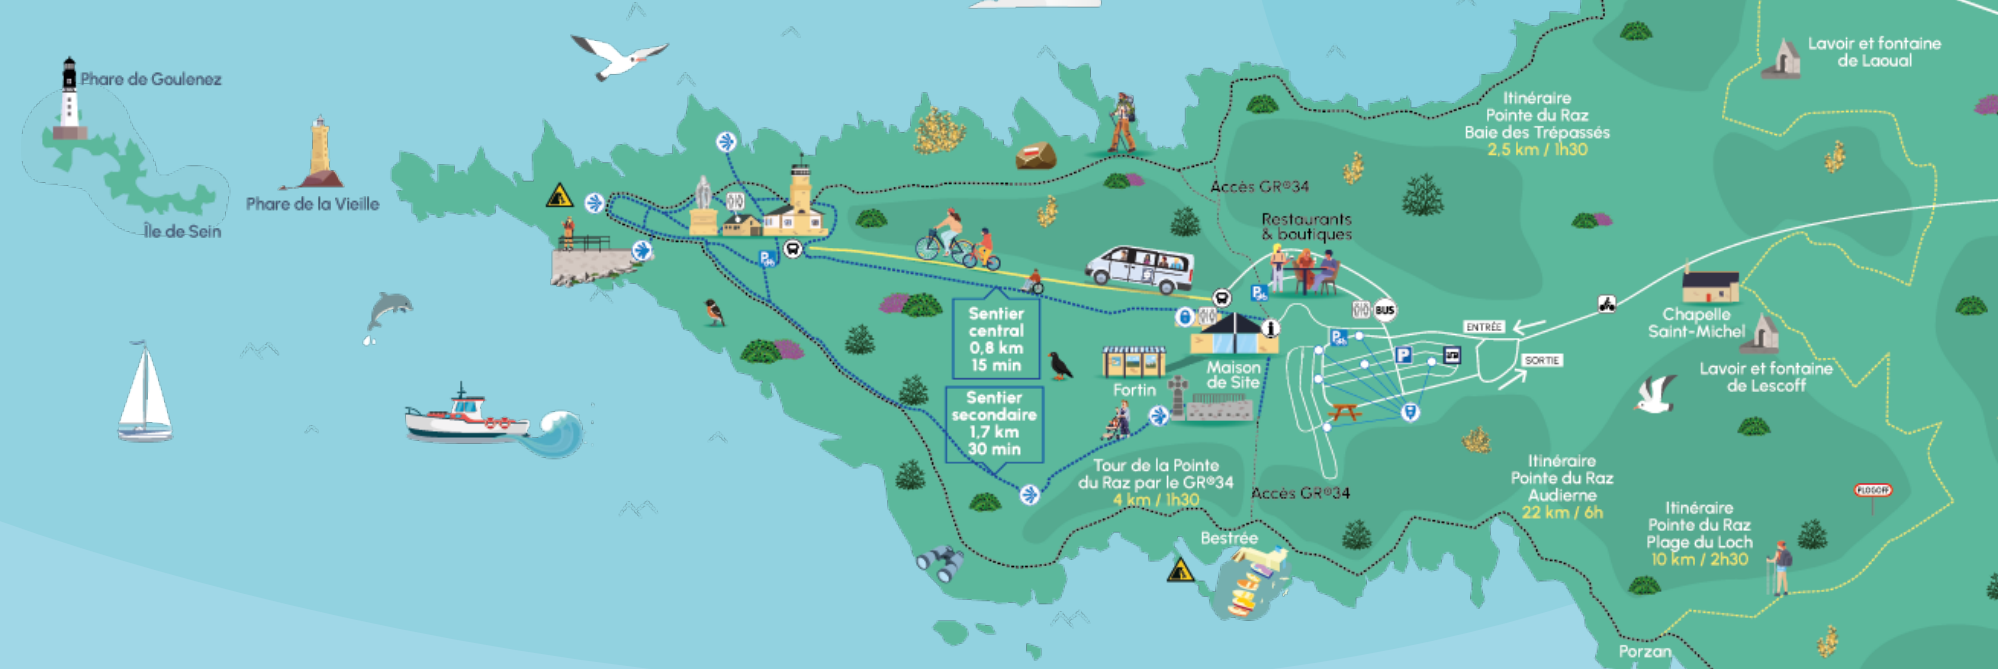 Phare de Goulenez
Phare de la Vieille
Île de Sein
Lavoir et fontaine
de Laoual
Itinéraire
Pointe du Raz
Baie des Trépassés
2,5 km / 1h30
Accès GR®34
Restaurants
& boutiques
P
P
BUS
i
P
P
ENTRÉE
SORTIE
Chapelle
Saint-Michel
Lavoir et fontaine
de Lescoff
Sentier
central
0,8 km
15 min
Sentier
secondaire
1,7 km
30 min
Fortin
Maison
de Site
Tour de la Pointe
du Raz par le GR®34
4 km / 1h30
Accès GR®34
Bestrée
Itinéraire
Pointe du Raz
Audierne
22 km / 6h
Itinéraire
Pointe du Raz
Plage du Loch
10 km / 2h30
PLOGOFF
Porzan